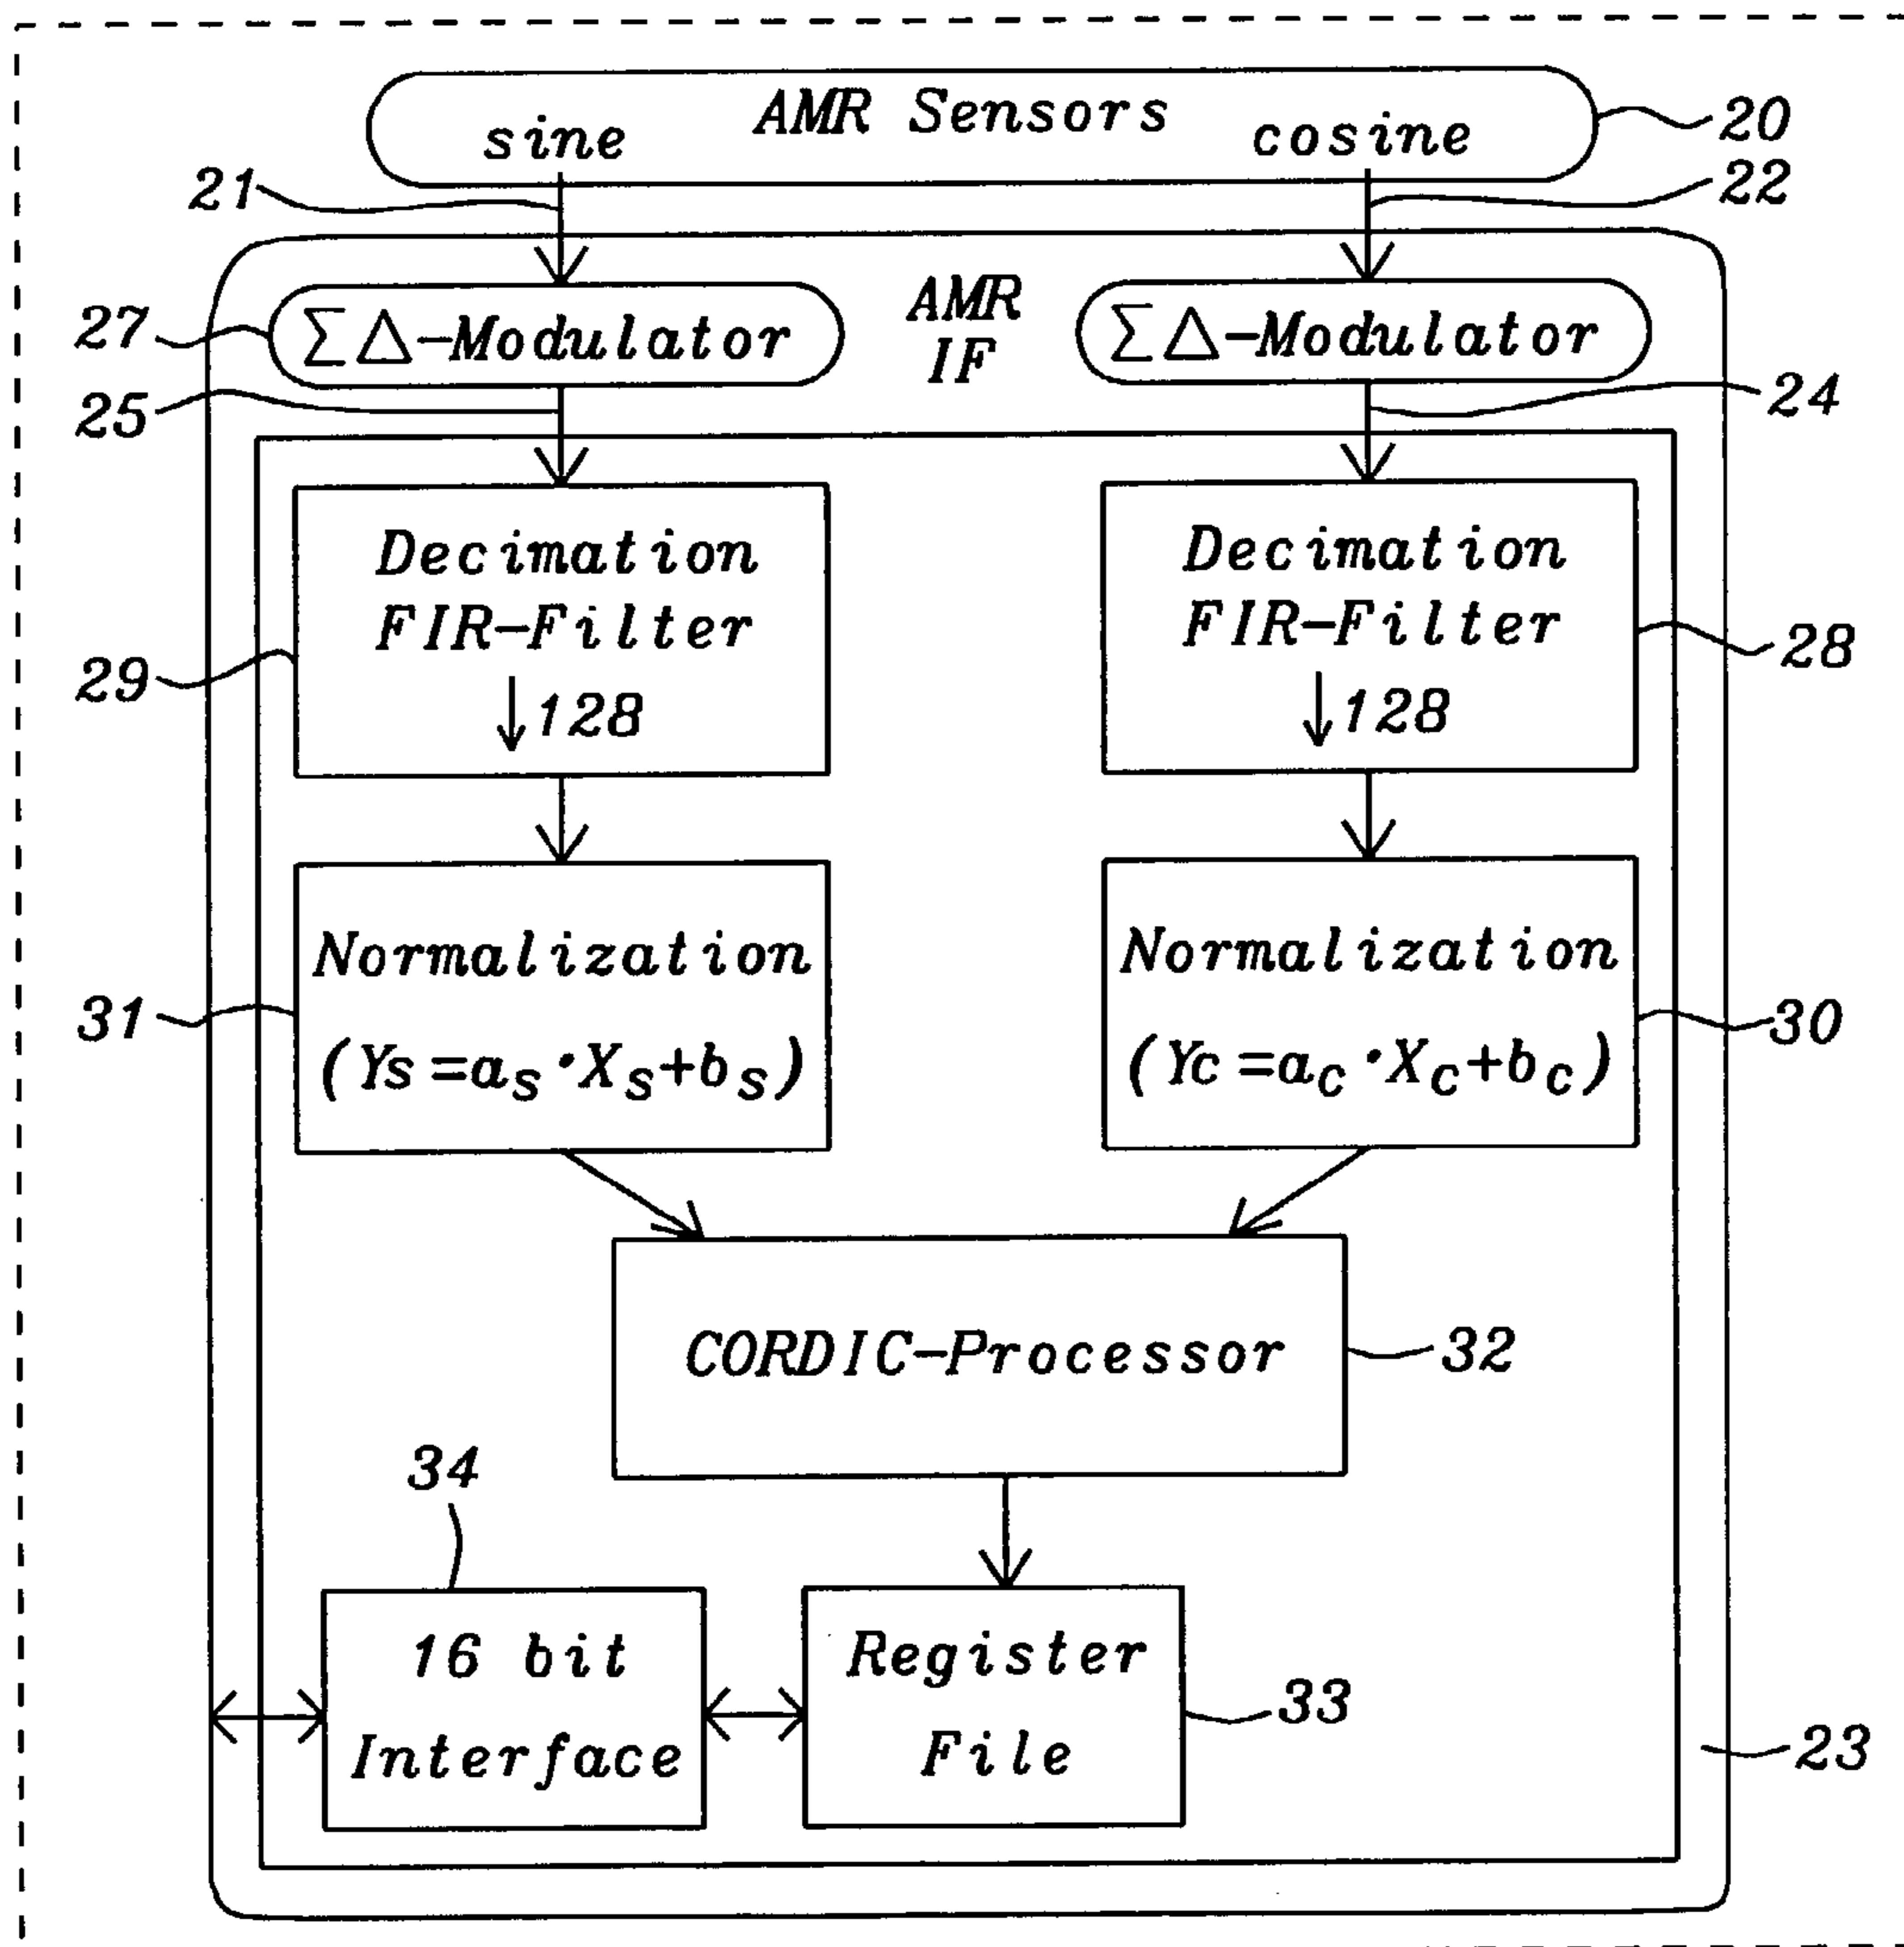 AMR Sensors
sine
cosine
20
21
22
AMR
IF
27
ΣΔ-Modulator
ΣΔ-Modulator
25
24
Decimation
FIR-Filter
↓128
29
Decimation
FIR-Filter
↓128
28
Normalization
(Ys=as·Xs+bs)
31
Normalization
(Yc=ac·Xc+bc)
30
CORDIC-Processor
32
34
16 bit
Interface
Register
File
33
23